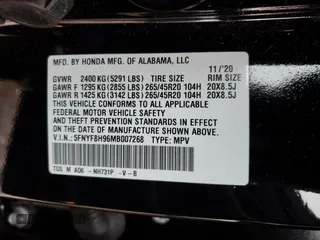 MFD. BY HONDA MFG. OF ALABAMA, LLC
11/'20
GVWR 2400 KG (5291 LBS) TIRE SIZE RIM SIZE
GAWR F 1295 KG (2855 LBS) 265/45R20 104H 20X8.5J
GAWR R 1425 KG (3142 LBS) 265/45R20 104H 20X8.5J
THIS VEHICLE CONFORMS TO ALL APPLICABLE
FEDERAL MOTOR VEHICLE SAFETY
STANDARDS IN EFFECT ON THE DATE OF
MANUFACTURE SHOWN ABOVE.
V.I.N.: 5FNYF8H96MB007268 TYPE: MPV
TGS M AD6 -NH731P -V -B